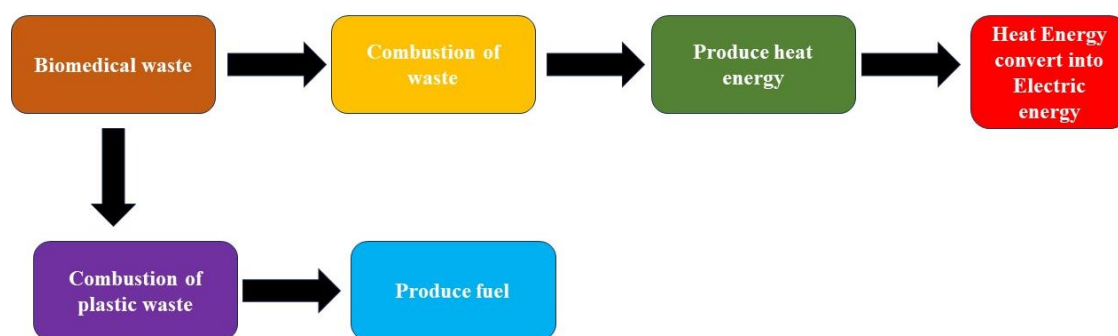 Biomedical waste
Combustion of
waste
Produce heat
energy
Heat Energy
convert into
Electric
energy
Combustion of
plastic waste
Produce fuel